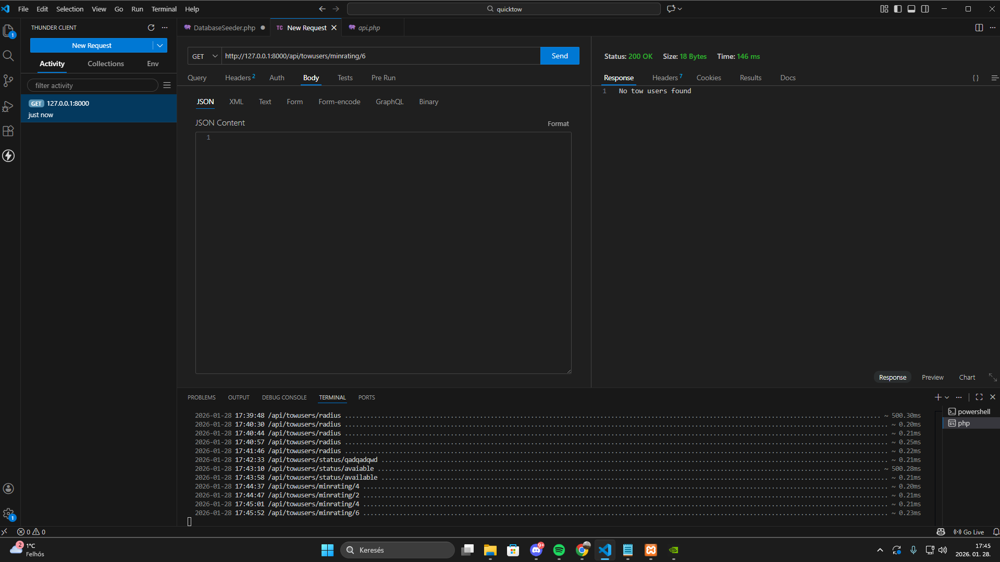 File Edit Selection View Go Run Terminal Help
quicktow
THUNDER CLIENT
New Request
Activity Collections Env
filter activity
GET 127.0.0.1:8000
just now
DatabaseSeeder.php
TC New Request
api.php
GET http://127.0.0.1:8000/api/towusers/minrating/6 Send
Query Headers 2 Auth Body Tests Pre Run
JSON XML Text Form Form-encode GraphQL Binary
JSON Content Format
1
Status: 200 OK Size: 18 Bytes Time: 146 ms
Response Headers 7 Cookies Results Docs {}
1 No tow users found
Response Preview Chart
PROBLEMS OUTPUT DEBUG CONSOLE TERMINAL PORTS
2026-01-28 17:39:48 /api/towusers/radius ~ 500.30ms
2026-01-28 17:40:30 /api/towusers/radius ~ 0.20ms
2026-01-28 17:40:44 /api/towusers/radius ~ 0.21ms
2026-01-28 17:40:57 /api/towusers/radius ~ 0.25ms
2026-01-28 17:41:46 /api/towusers/radius ~ 0.22ms
2026-01-28 17:42:33 /api/towusers/status/qadqadqwd ~ 0.21ms
2026-01-28 17:43:10 /api/towusers/status/avaiable ~ 500.28ms
2026-01-28 17:43:58 /api/towusers/status/available ~ 0.21ms
2026-01-28 17:44:37 /api/towusers/minrating/4 ~ 0.20ms
2026-01-28 17:44:47 /api/towusers/minrating/2 ~ 0.21ms
2026-01-28 17:45:01 /api/towusers/minrating/4 ~ 0.21ms
2026-01-28 17:45:52 /api/towusers/minrating/6 ~ 0.23ms
powershell
php
1
1
0 0
Go Live
2
1°C
Felhős
Keresés
9+
17:45
2026. 01. 28.